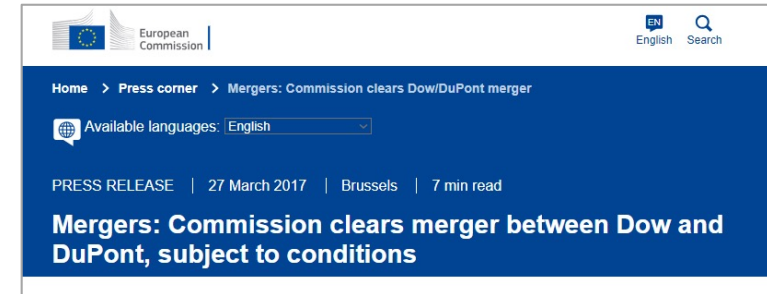 European
Commission
EN
English Search
Home > Press corner > Mergers: Commission clears Dow/DuPont merger
Available languages: English
PRESS RELEASE | 27 March 2017 | Brussels | 7 min read
Mergers: Commission clears merger between Dow and
DuPont, subject to conditions